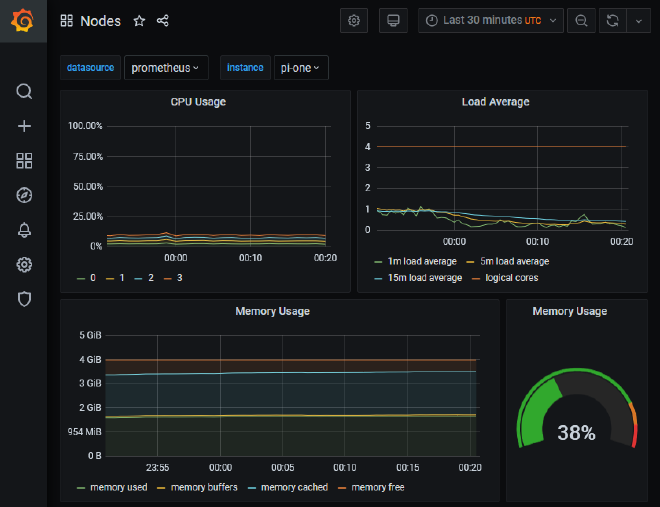 Nodes
Last 30 minutes UTC
datasource prometheus instance pi-one
CPU Usage
100.00%
75.00%
50.00%
25.00%
0%
00:00 00:10 00:20
0 1 2 3
Load Average
5
4
3
2
1
0
00:00 00:10 00:20
1m load average 5m load average
15m load average logical cores
Memory Usage
5 GiB
4 GiB
3 GiB
2 GiB
954 MiB
0 B
23:55 00:00 00:05 00:10 00:15 00:20
memory used memory buffers memory cached memory free
Memory Usage
38%